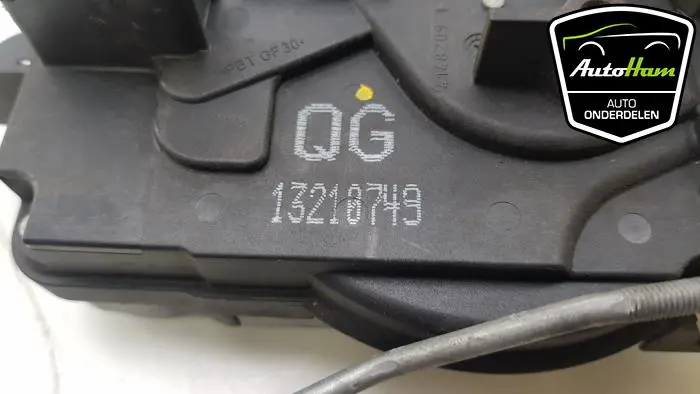 >PBT GF30<
QG
13210749
AutoHam
AUTO
ONDERDELEN